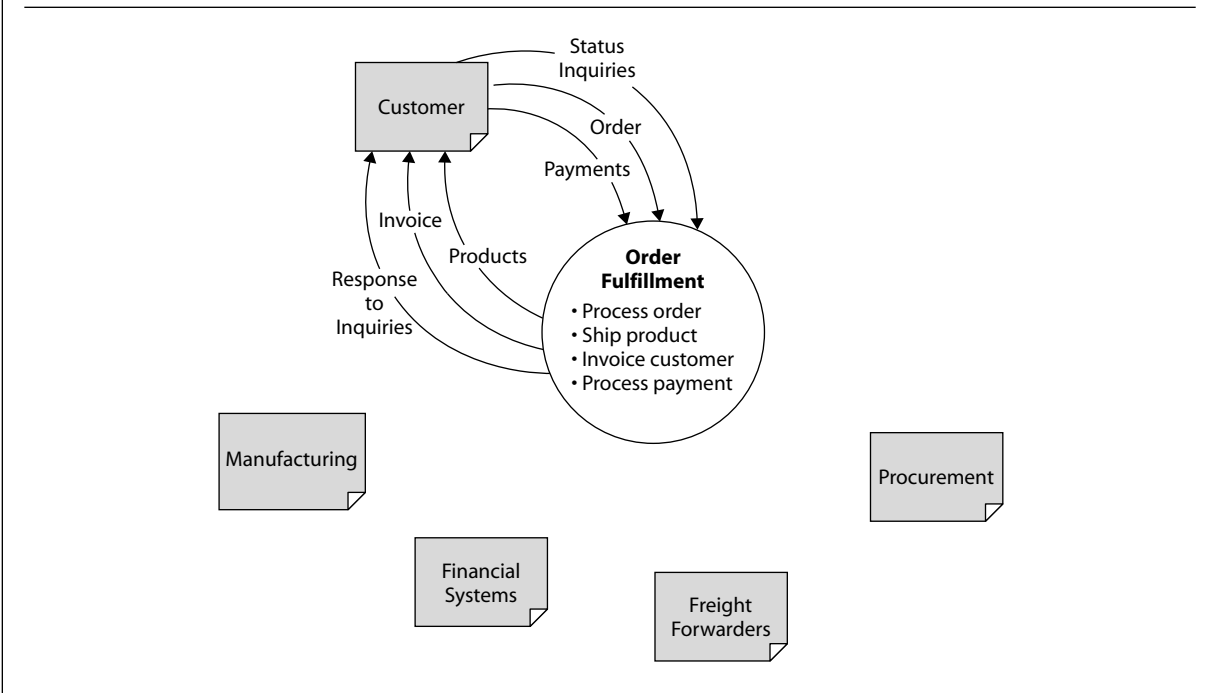 Status
Inquiries
Customer
Order
Payments
Invoice
Products
Response
to
Inquiries
Order
Fulfillment
• Process order
• Ship product
• Invoice customer
• Process payment
Manufacturing
Procurement
Financial
Systems
Freight
Forwarders